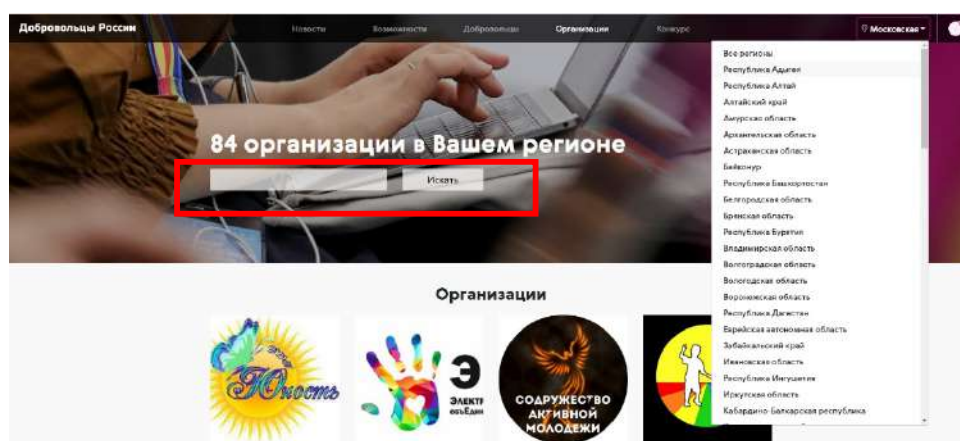 Добровольцы России
Новости
Возможности
Добровольцы
Организации
Конкурс
Московская
Все регионы
Республика Адыгея
Республика Алтай
Алтайский край
Амурская область
Архангельская область
Астраханская область
Байконур
Республика Башкортостан
Белгородская область
Брянская область
Республика Бурятия
Владимирская область
Волгоградская область
Вологодская область
Воронежская область
Республика Дагестан
Еврейская автономная область
Забайкальский край
Ивановская область
Республика Ингушетия
Иркутская область
Кабардино-Балкарская республика
84 организации в Вашем регионе
Искать
Организации
Юность
Э
ЭЛЕКТР
объЕдин
СОДРУЖЕСТВО
АКТИВНОЙ
МОЛОДЕЖИ